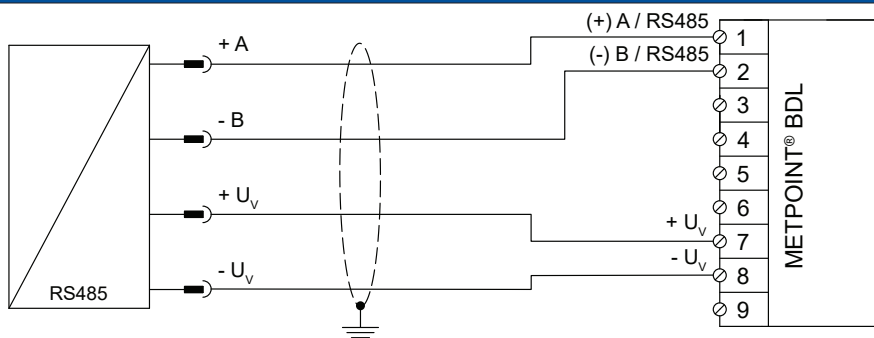 (+) A / RS485
+ A
1
(-) B / RS485
2
3
- B
4
5
+ Uv
6
+ Uv
7
- Uv
- Uv
8
RS485
9
METPOINT® BDL